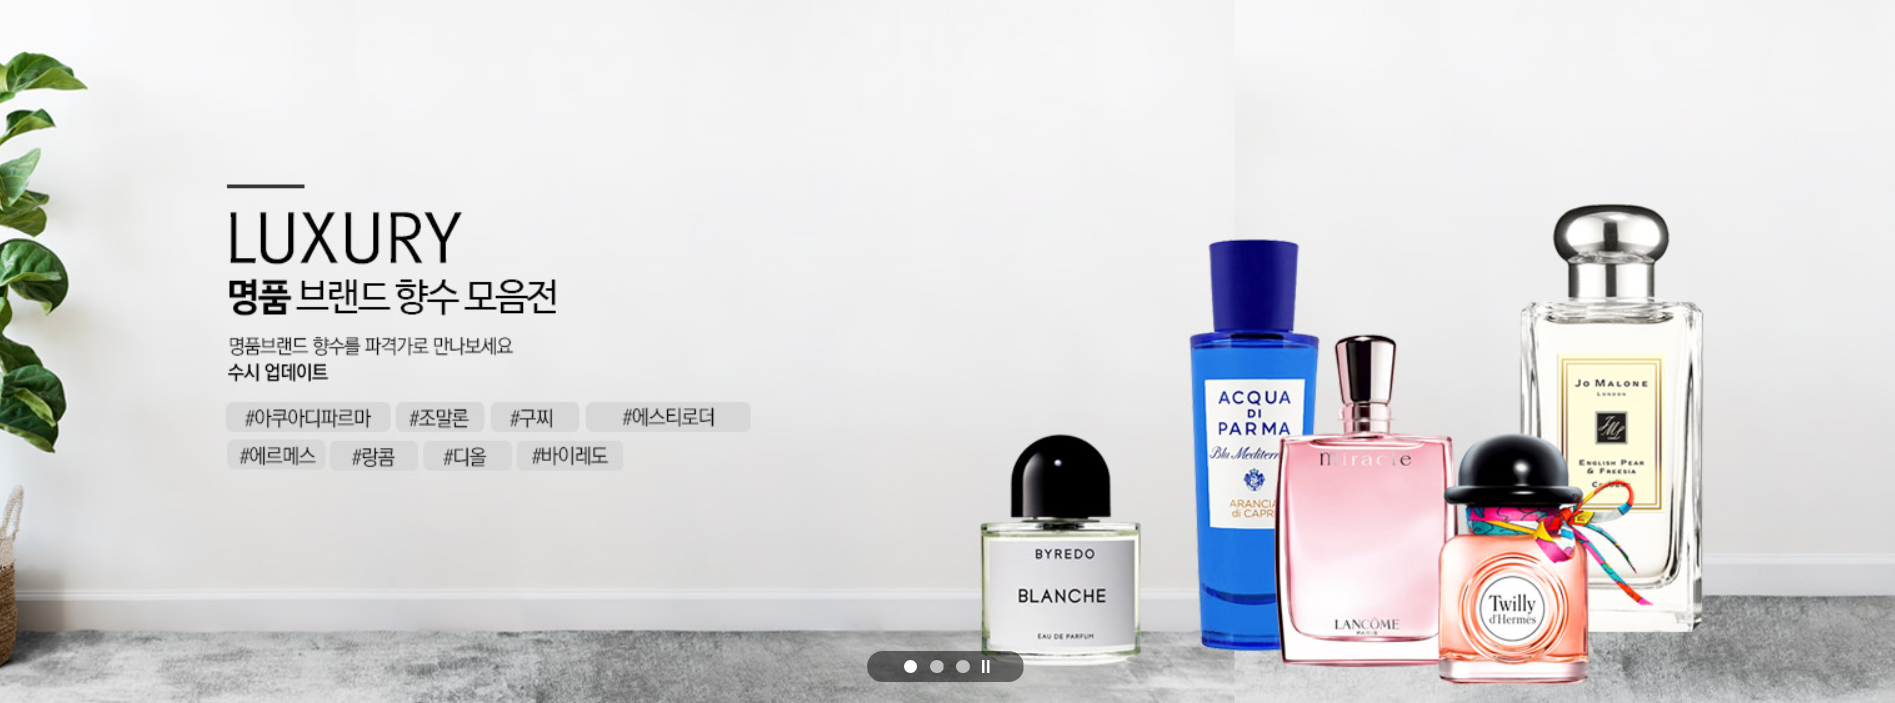 LUXURY
명품 브랜드 향수 모음전
명품브랜드 향수를 파격가로 만나보세요
수시 업데이트
#아쿠아디파르마 #조말론 #구찌 #에스티로더
#에르메스 #랑콤 #디올 #바이레도
BYREDO
BLANCHE
EAU DE PARFUM
ACQUA
DI
PARMA
Blu
ARANCIA
di CAPRI
miracle
LANCÔME
PARIS
Twilly
d'Hermès
JO MALONE
LONDON
ENGLISH PEAR
& FREESIA